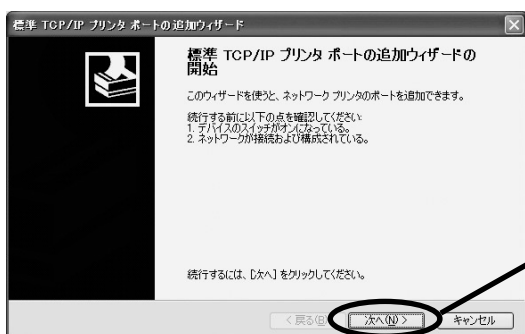 標準 TCP/IP プリンタ ポートの追加ウィザード
標準 TCP/IP プリンタ ポートの追加ウィザードの
開始
このウィザードを使うと、ネットワーク プリンタのポートを追加できます。
続行する前に以下の点を確認してください:
1. デバイスのスイッチがオンになっている。
2. ネットワークが接続および構成されている。
続行するには、[次へ] をクリックしてください。
< 戻る(B) 次へ(N) > キャンセル